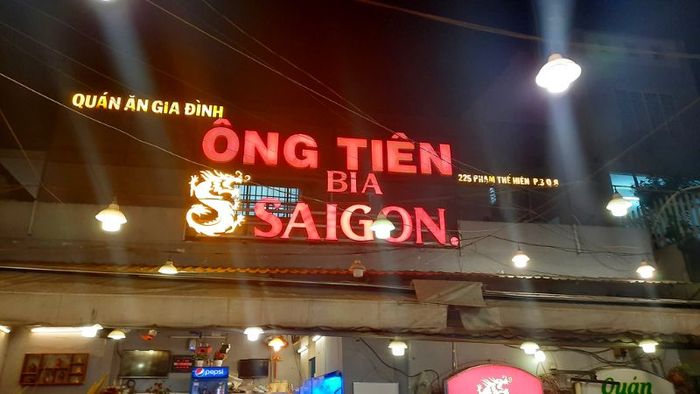 QUÁN ĂN GIA ĐÌNH
ÔNG TIÊN
BIA
SAIGON.
225 PHẠM THẾ HIỂN P.3 Q.8
pepsi
Quán